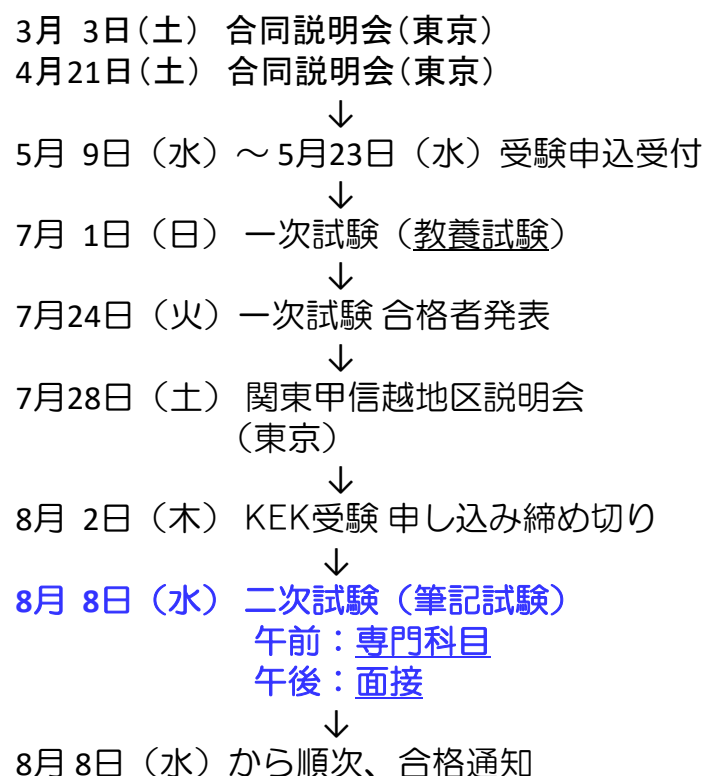 3月 3日(土) 合同説明会(東京)
4月21日(土) 合同説明会(東京)
↓
5月 9日（水）～ 5月23日（水）受験申込受付
↓
7月 1日（日） 一次試験（教養試験）
↓
7月24日（火）一次試験 合格者発表
↓
7月28日（土） 関東甲信越地区説明会
（東京）
↓
8月 2日（木） KEK受験 申し込み締め切り
↓
8月 8日（水） 二次試験（筆記試験）
午前：専門科目
午後：面接
↓
8月 8日（水）から順次、合格通知